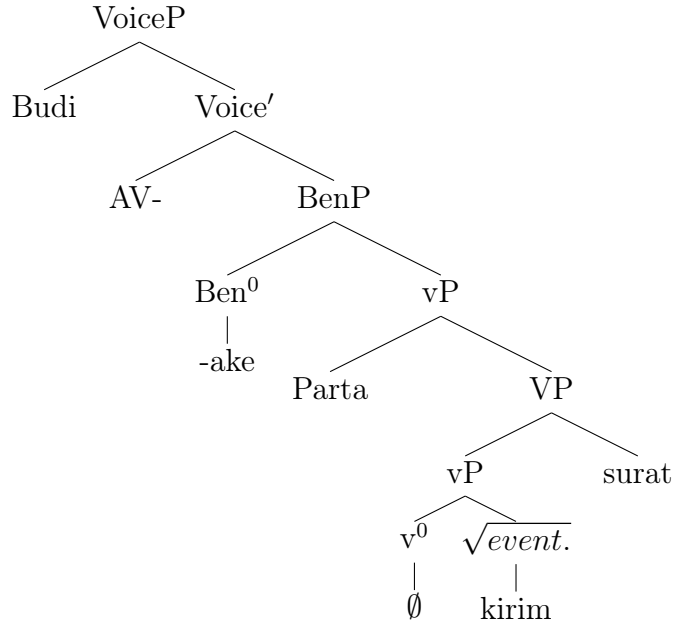 VoiceP
Budi Voice′
AV- BenP
Ben⁰ vP
-ake Parta VP
vP surat
v⁰ √event.
∅ kirim